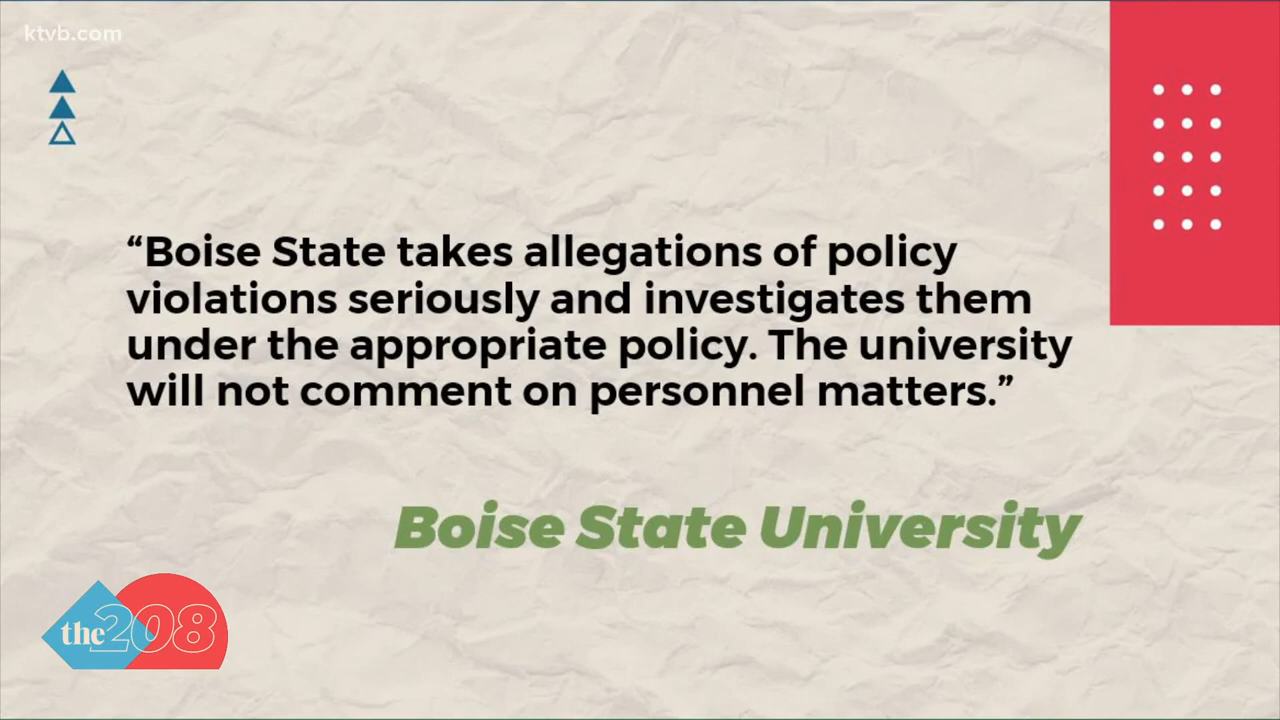 ktvb.com
“Boise State takes allegations of policy
violations seriously and investigates them
under the appropriate policy. The university
will not comment on personnel matters.”
Boise State University
the208